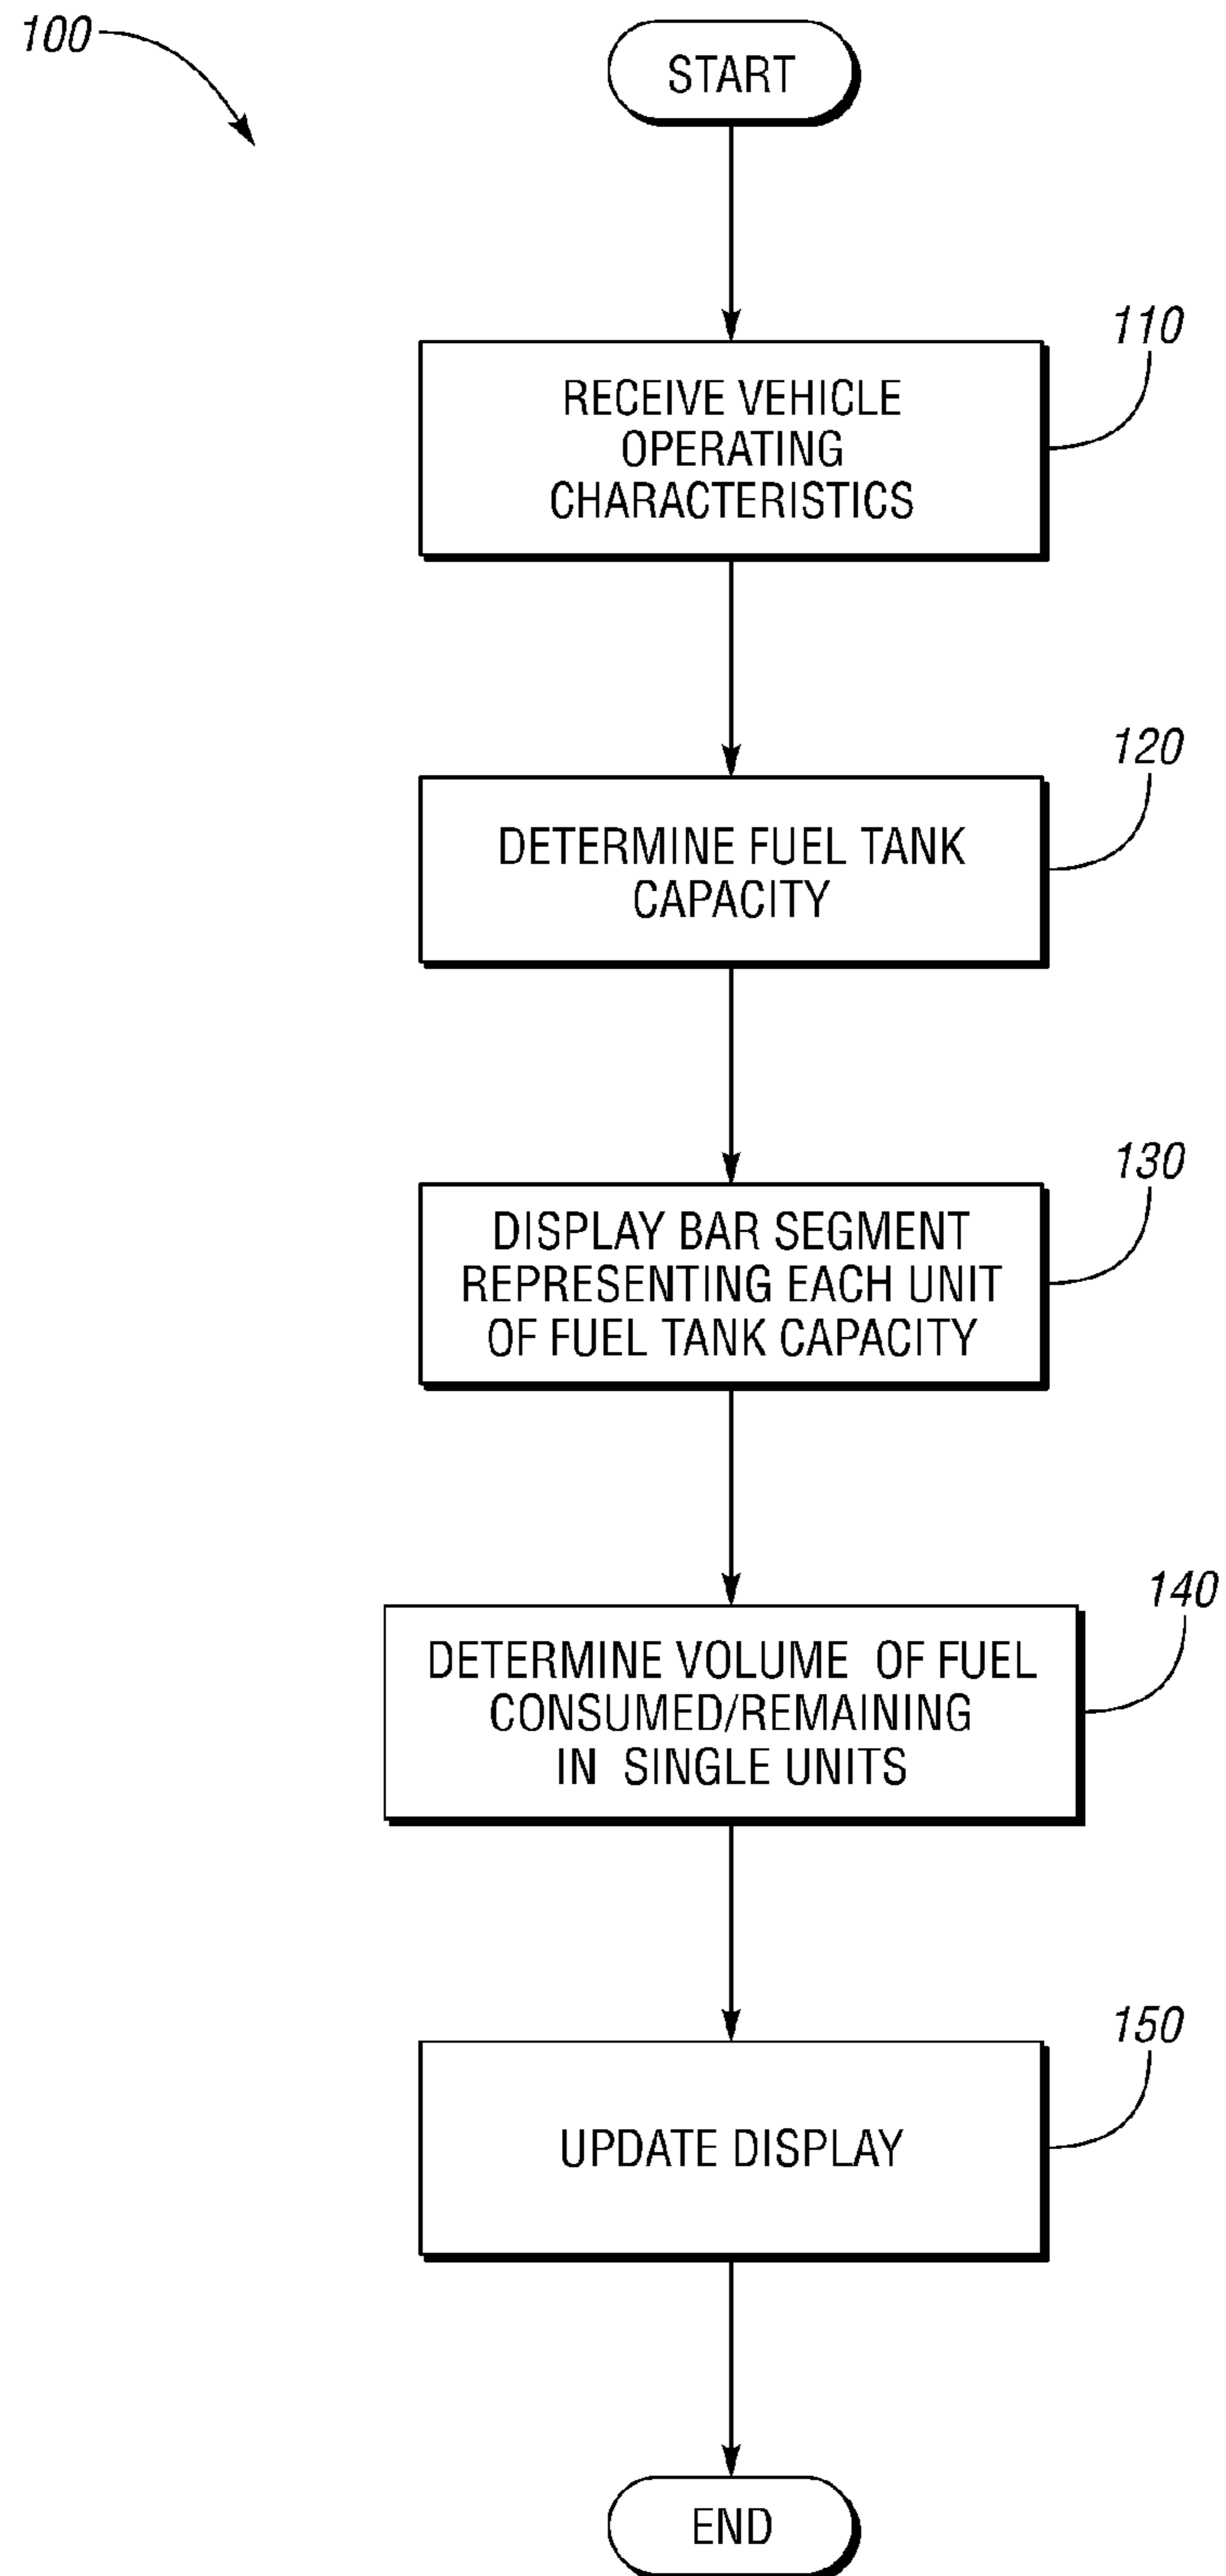 100
START
110
RECEIVE VEHICLE
OPERATING
CHARACTERISTICS
120
DETERMINE FUEL TANK
CAPACITY
130
DISPLAY BAR SEGMENT
REPRESENTING EACH UNIT
OF FUEL TANK CAPACITY
140
DETERMINE VOLUME OF FUEL
CONSUMED/REMAINING
IN SINGLE UNITS
150
UPDATE DISPLAY
END